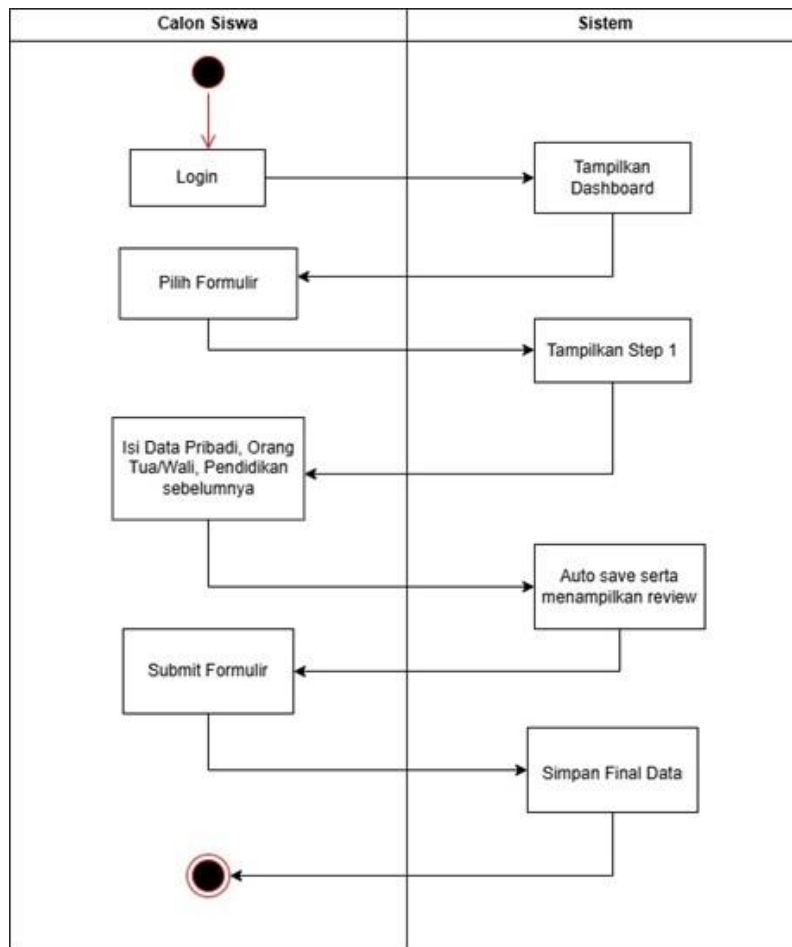 Calon Siswa
Sistem
Login
Tampilkan
Dashboard
Pilih Formulir
Tampilkan Step 1
Isi Data Pribadi, Orang
Tua/Wali, Pendidikan
sebelumnya
Auto save serta
menampilkan review
Submit Formulir
Simpan Final Data